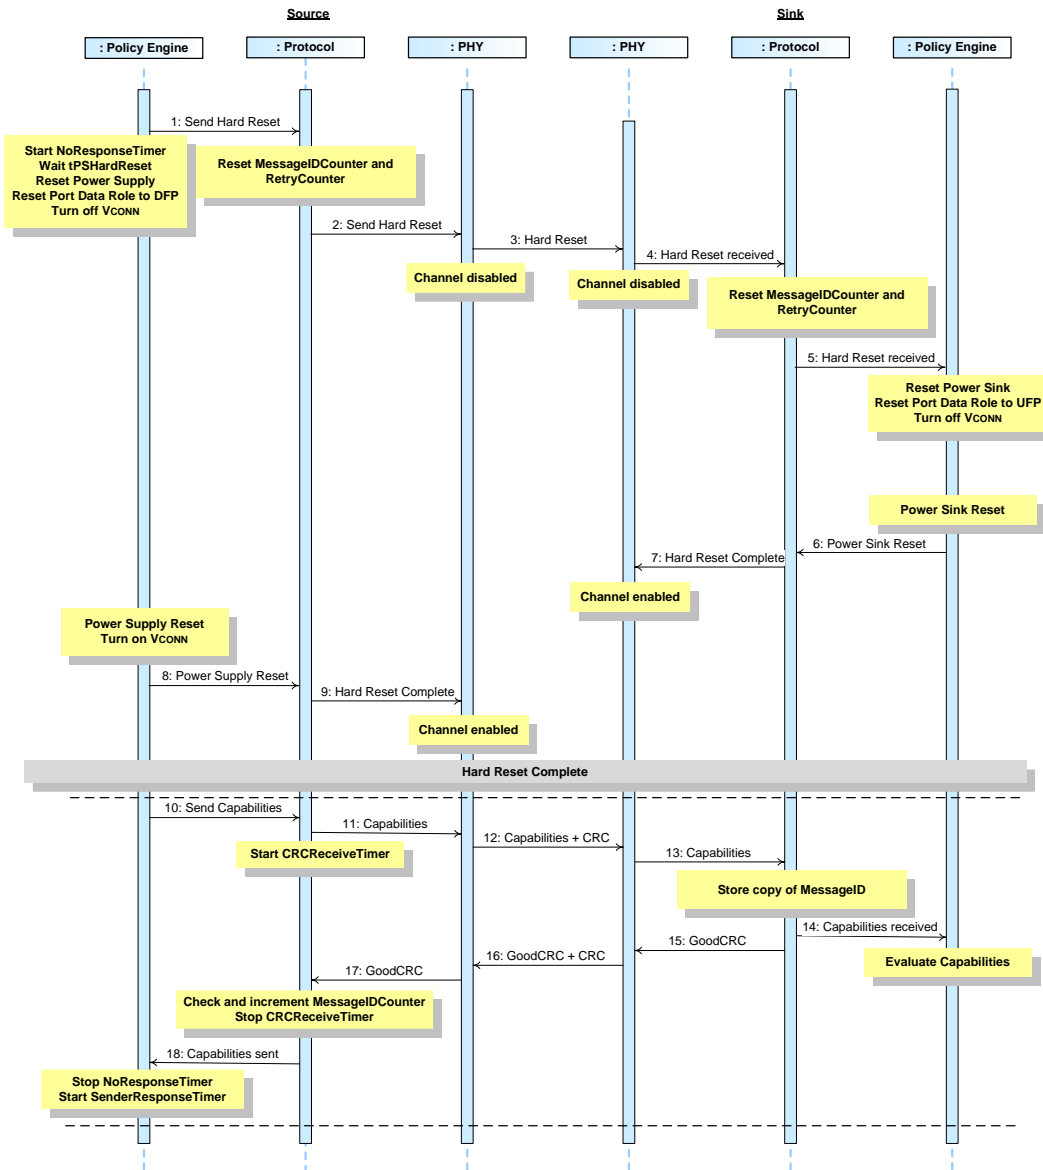 Source
Sink
: Policy Engine
: Protocol
: PHY
: PHY
: Protocol
: Policy Engine
1: Send Hard Reset
Start NoResponseTimer
Wait tPSHardReset
Reset Power Supply
Reset Port Data Role to DFP
Turn off VCONN
Reset MessageIDCounter and
RetryCounter
2: Send Hard Reset
3: Hard Reset
4: Hard Reset received
Channel disabled
Channel disabled
Reset MessageIDCounter and
RetryCounter
5: Hard Reset received
Reset Power Sink
Reset Port Data Role to UFP
Turn off VCONN
Power Sink Reset
6: Power Sink Reset
7: Hard Reset Complete
Channel enabled
Power Supply Reset
Turn on VCONN
8: Power Supply Reset
9: Hard Reset Complete
Channel enabled
Hard Reset Complete
10: Send Capabilities
11: Capabilities
12: Capabilities + CRC
Start CRCReceiveTimer
13: Capabilities
Store copy of MessageID
14: Capabilities received
15: GoodCRC
16: GoodCRC + CRC
Evaluate Capabilities
17: GoodCRC
Check and increment MessageIDCounter
Stop CRCReceiveTimer
18: Capabilities sent
Stop NoResponseTimer
Start SenderResponseTimer